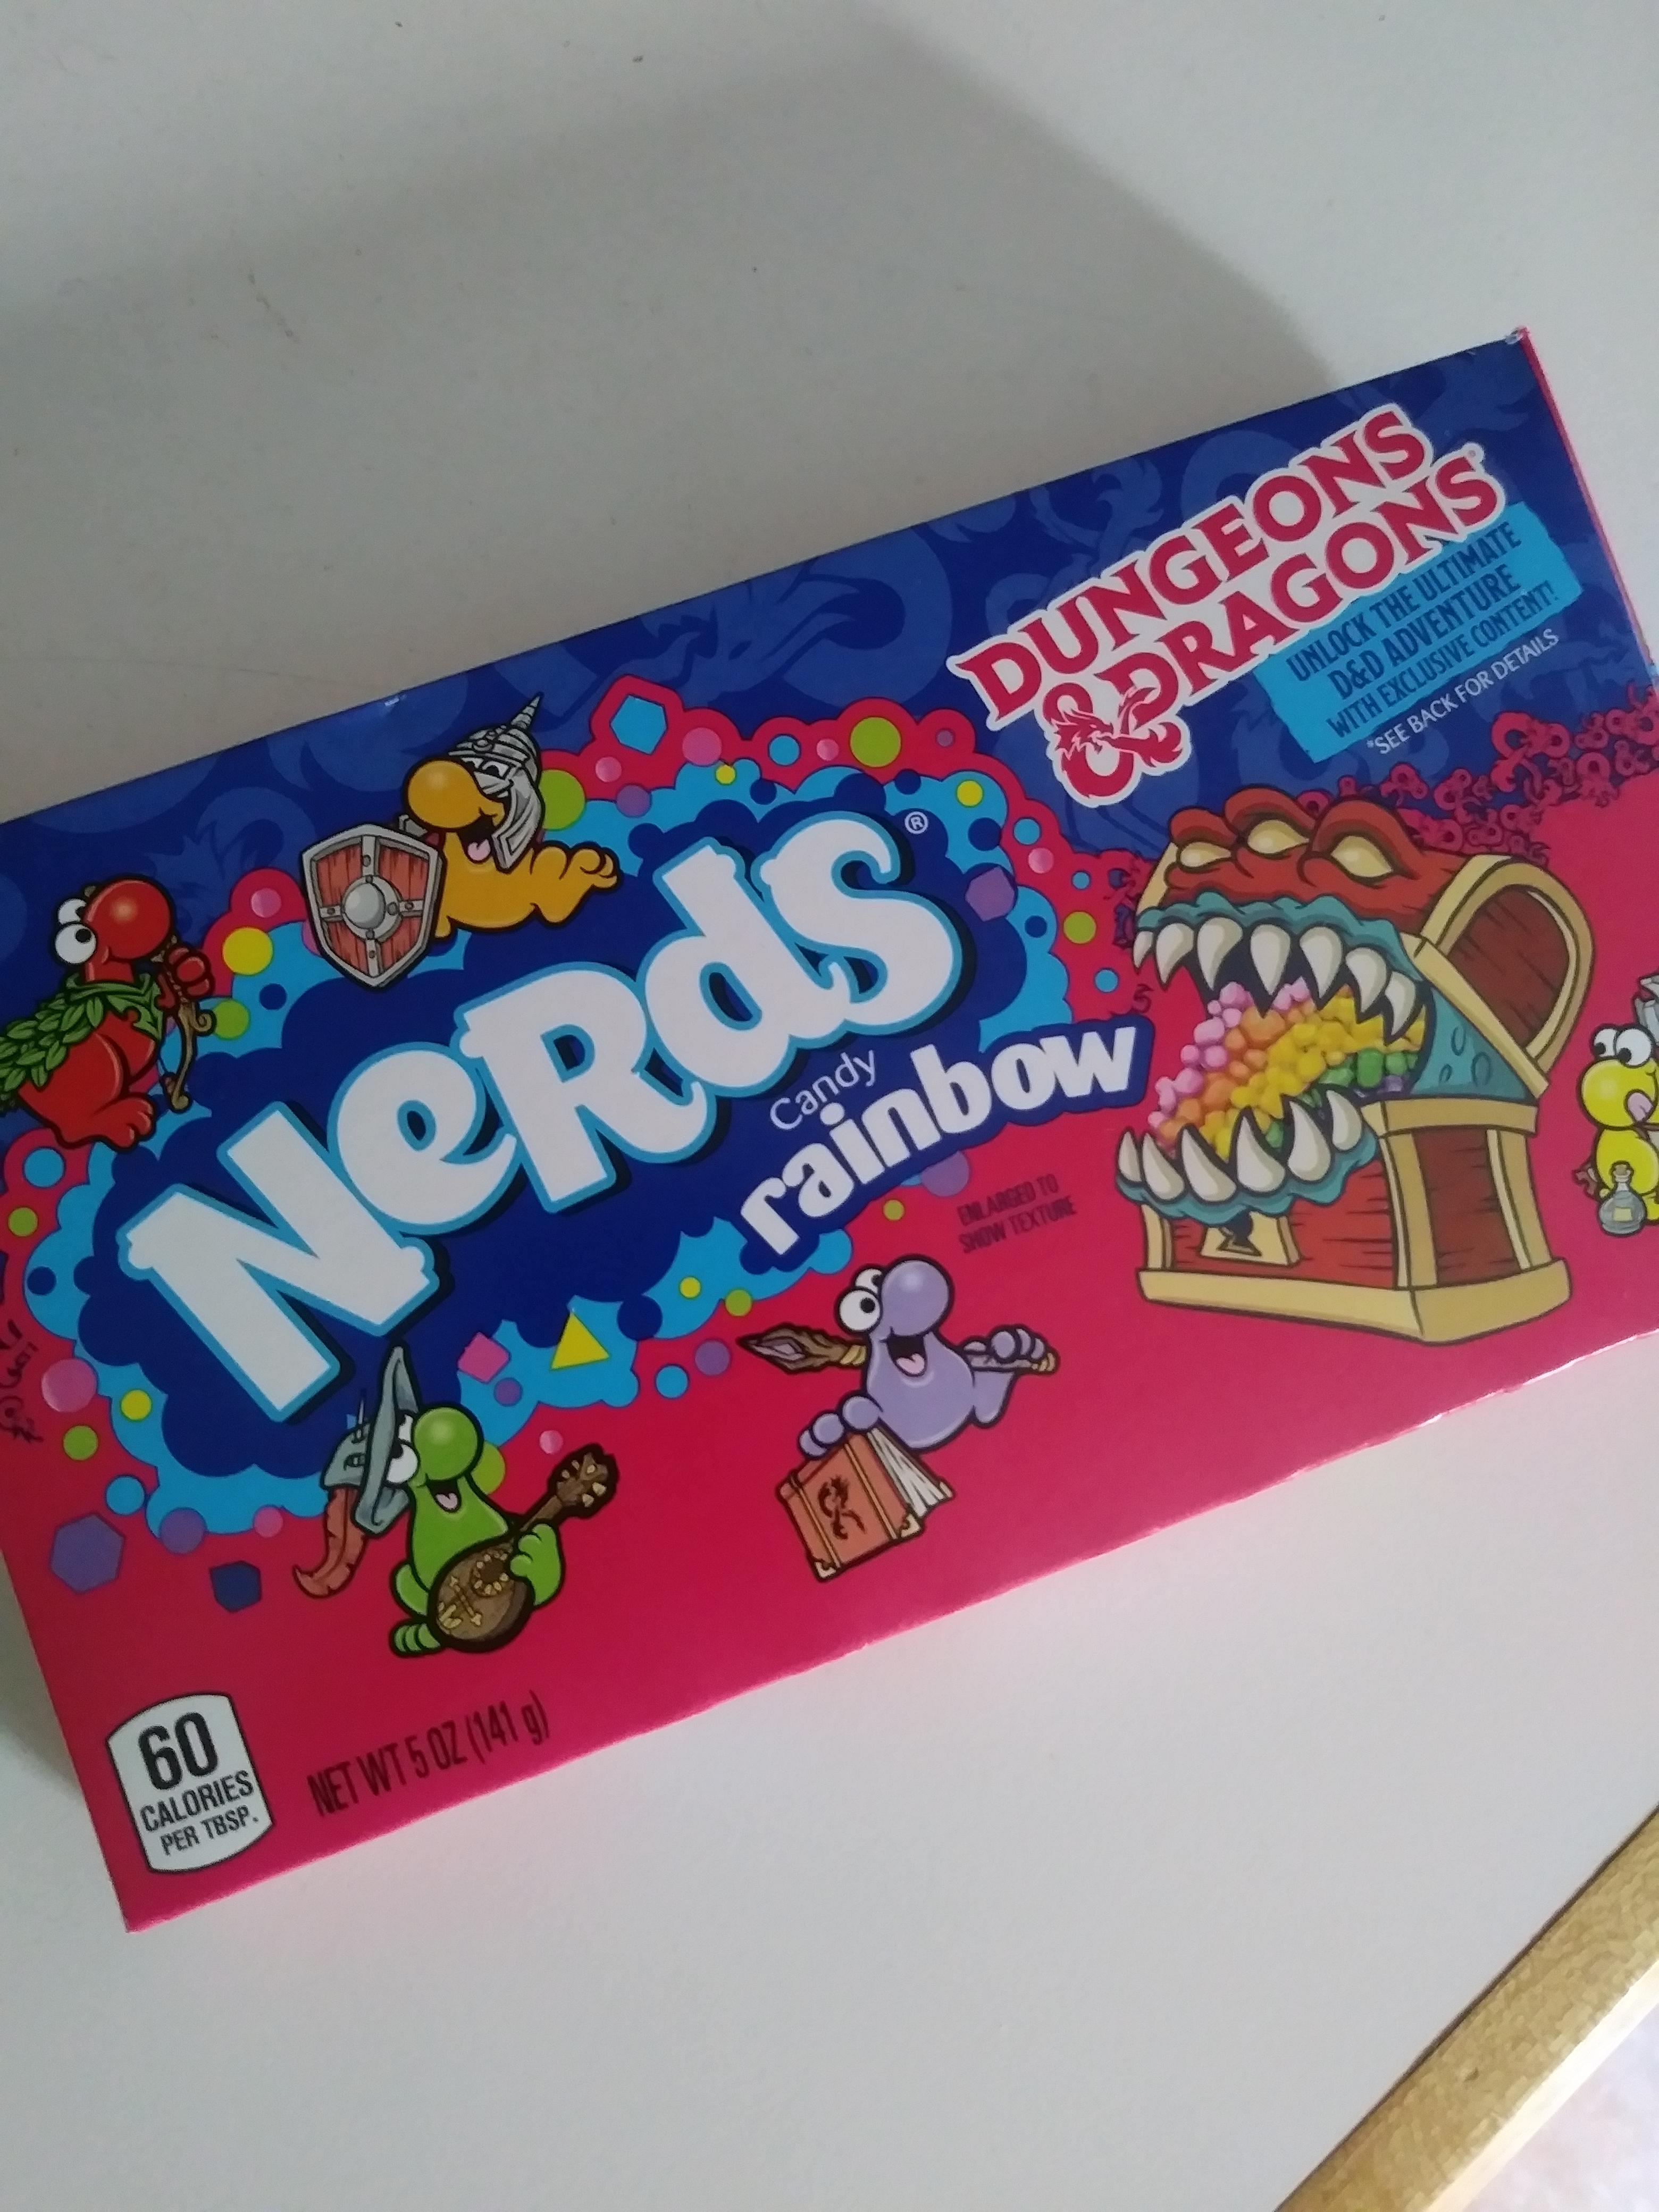 DUNGEONS
& DRAGONS
UNLOCK THE ULTIMATE
D&D ADVENTURE
WITH EXCLUSIVE CONTENT!
*SEE BACK FOR DETAILS
NeRdS®
Candy
rainbow
ENLARGED TO
SHOW TEXTURE
60
CALORIES
PER TBSP.
NET WT 5 OZ (141 g)